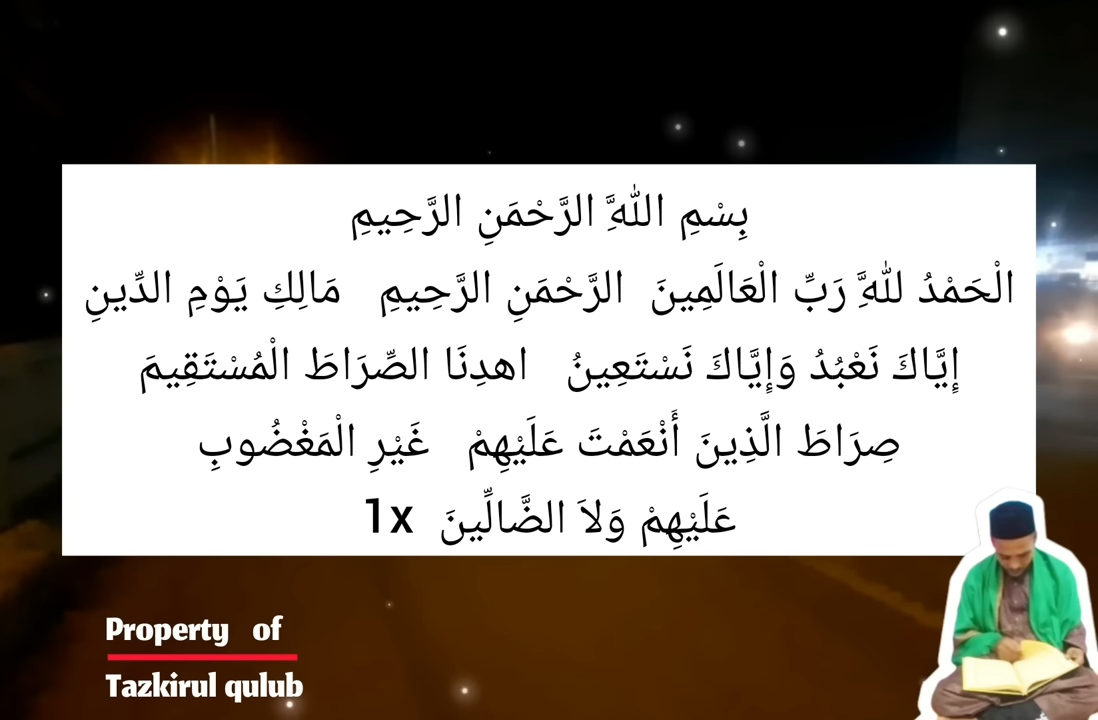 بِسْمِ اللَّهِ الرَّحْمَنِ الرَّحِيمِ
الْحَمْدُ للَّهِ رَبِّ الْعَالَمِينَ الرَّحْمَنِ الرَّحِيمِ مَالِكِ يَوْمِ الدِّينِ
إِيَّاكَ نَعْبُدُ وَإِيَّاكَ نَسْتَعِينُ اهدِنَا الصِّرَاطَ الْمُسْتَقِيمَ
صِرَاطَ الَّذِينَ أَنْعَمْتَ عَلَيْهِمْ غَيْرِ الْمَغْضُوبِ
عَلَيْهِمْ وَلاَ الضَّالِّينَ 1x
Property of
Tazkirul qulub